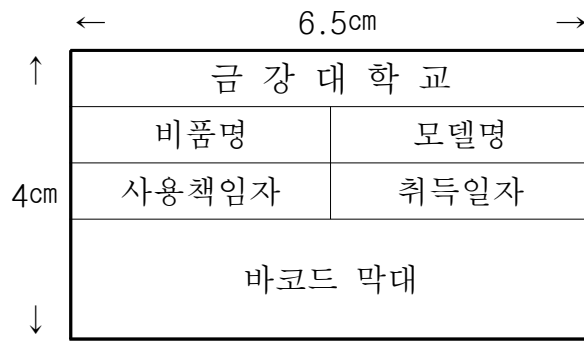 ← 6.5㎝ →
↑
금 강 대 학 교
비품명 모델명
4㎝ 사용책임자 취득일자
바코드 막대
↓